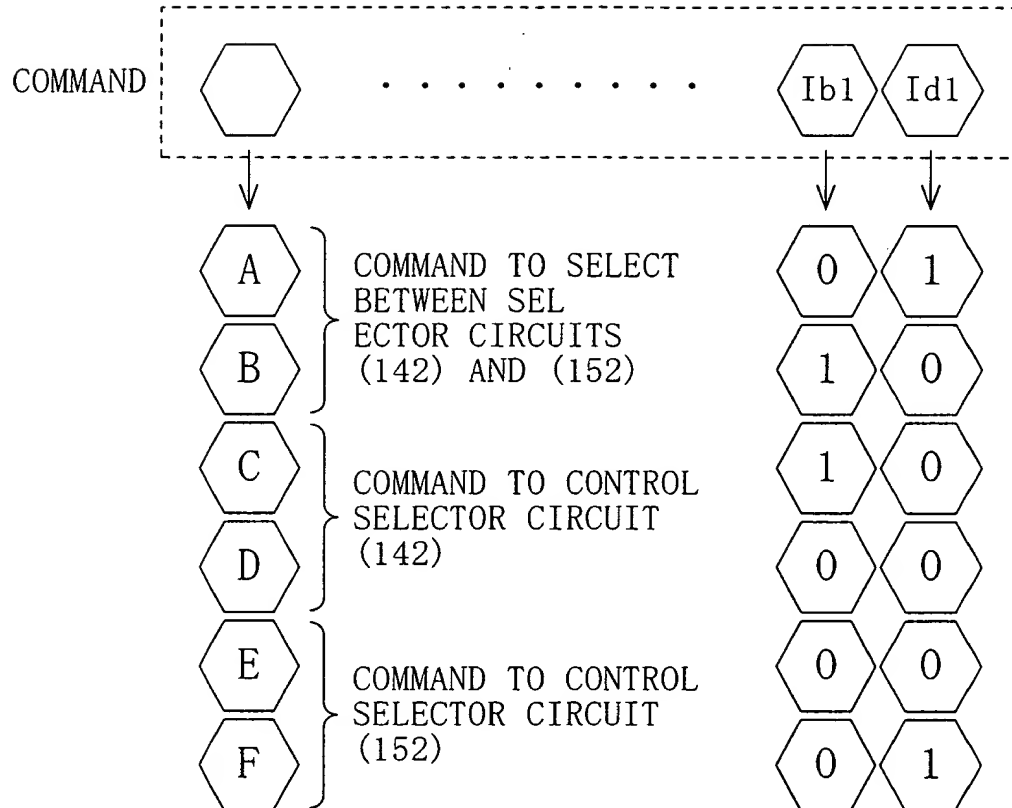 COMMAND . . . . . . . . . . Ib1 Id1
A COMMAND TO SELECT 0 1
BETWEEN SEL
ECTOR CIRCUITS
B (142) AND (152) 1 0
C 1 0
COMMAND TO CONTROL
SELECTOR CIRCUIT
D (142) 0 0
E 0 0
COMMAND TO CONTROL
SELECTOR CIRCUIT
F (152) 0 1